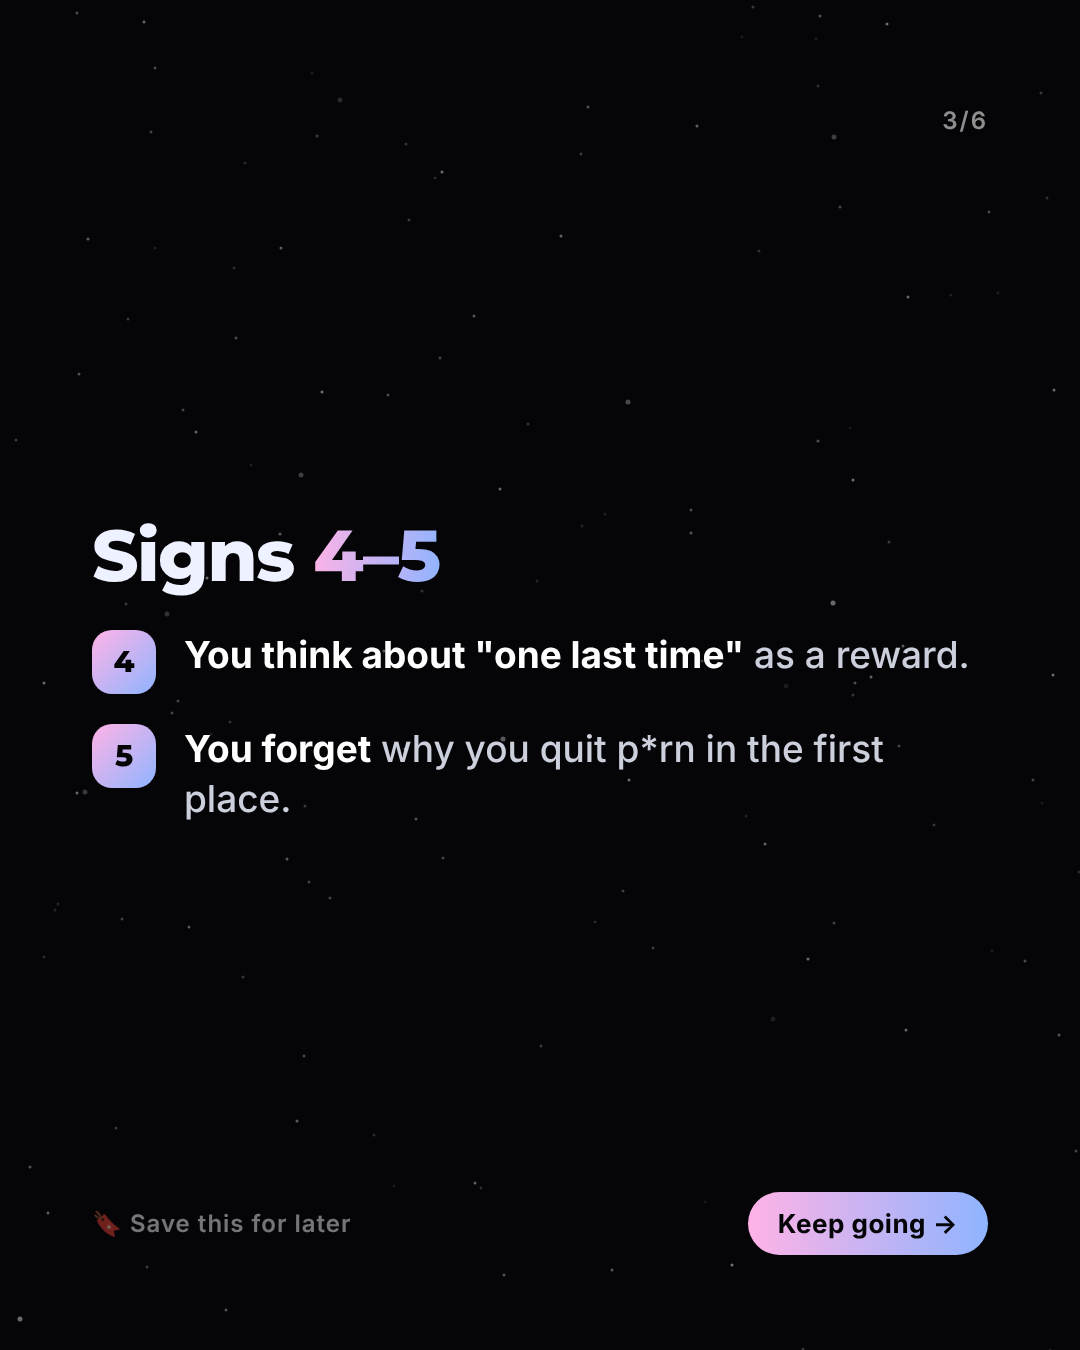 3/6
Signs 4–5
4 You think about "one last time" as a reward.
5 You forget why you quit p*rn in the first
place.
🔖 Save this for later
Keep going →